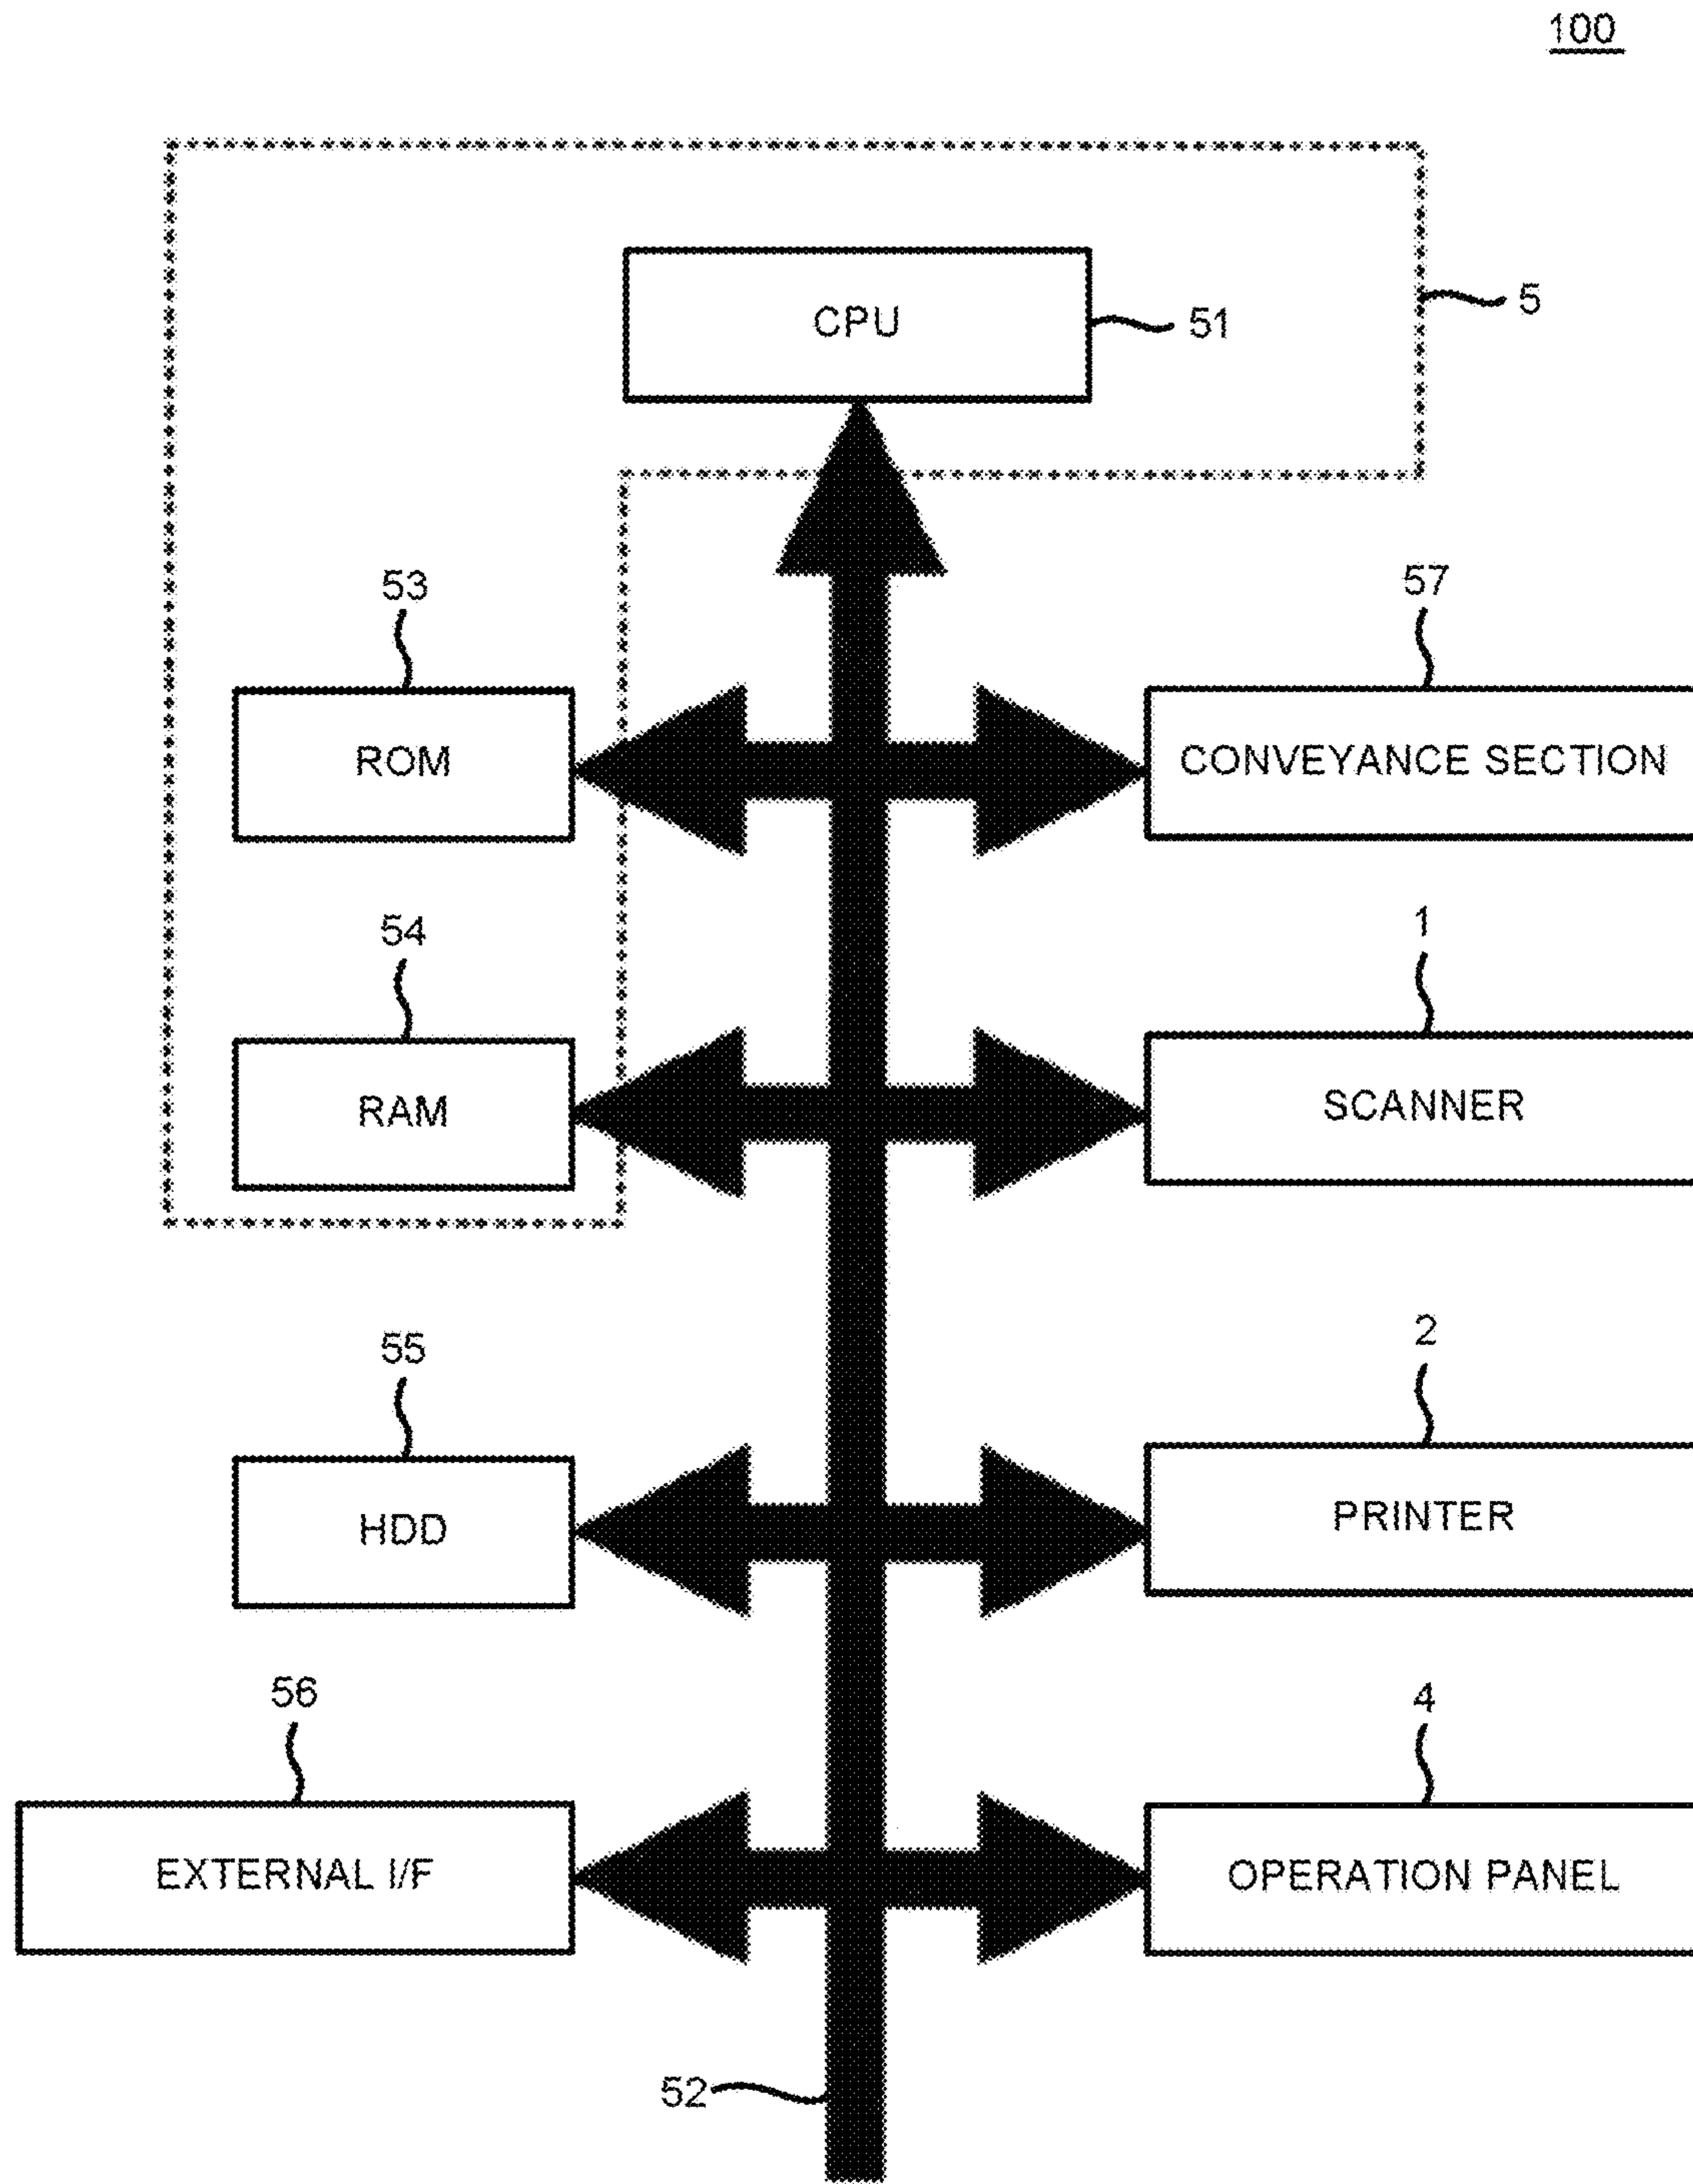 100
CPU
51
5
53
57
ROM
CONVEYANCE SECTION
54
1
RAM
SCANNER
55
2
HDD
PRINTER
56
4
EXTERNAL I/F
OPERATION PANEL
52